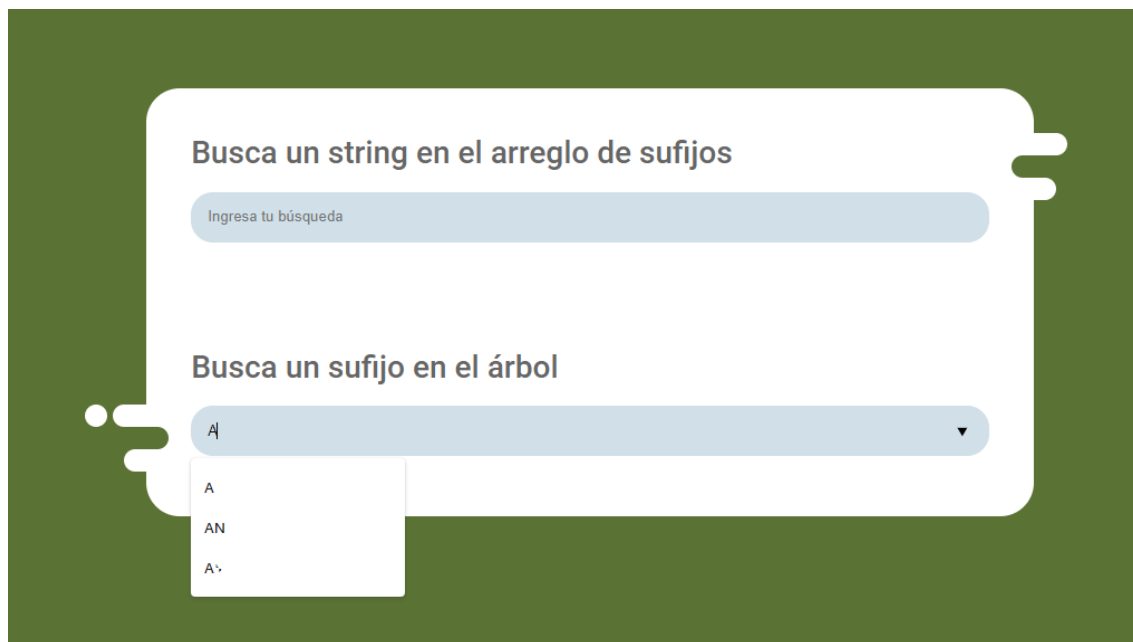 Busca un string en el arreglo de sufijos
Ingresa tu búsqueda
Busca un sufijo en el árbol
A
A
AN